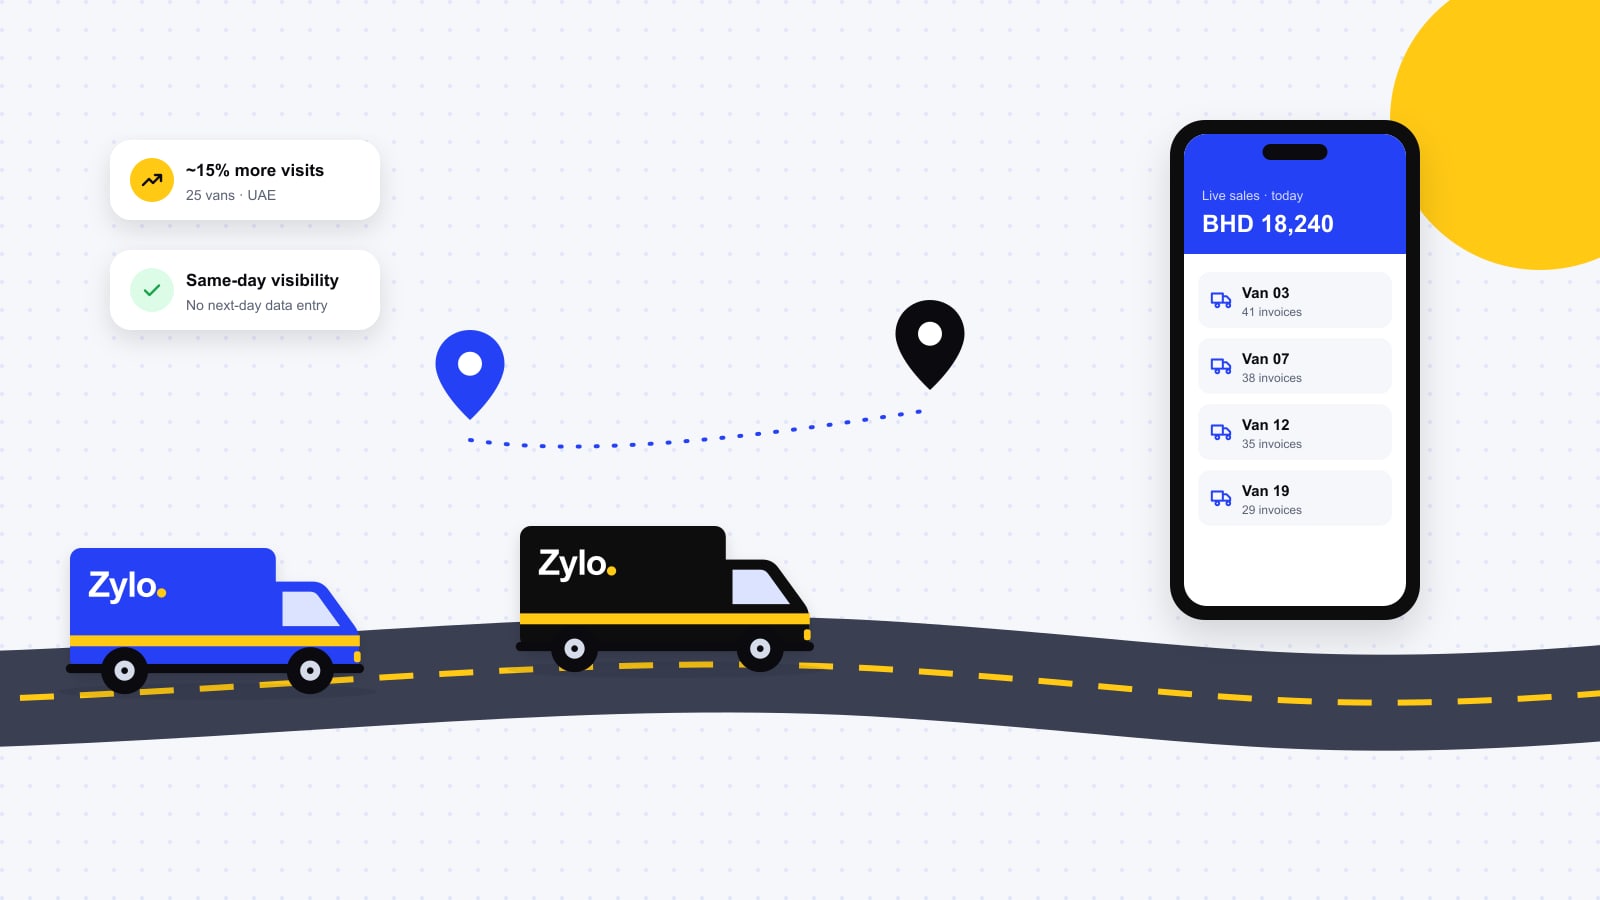 ~15% more visits
25 vans · UAE
Same-day visibility
No next-day data entry
Live sales · today
BHD 18,240
Van 03
41 invoices
Van 07
38 invoices
Van 12
35 invoices
Van 19
29 invoices
Zylo.
Zylo.